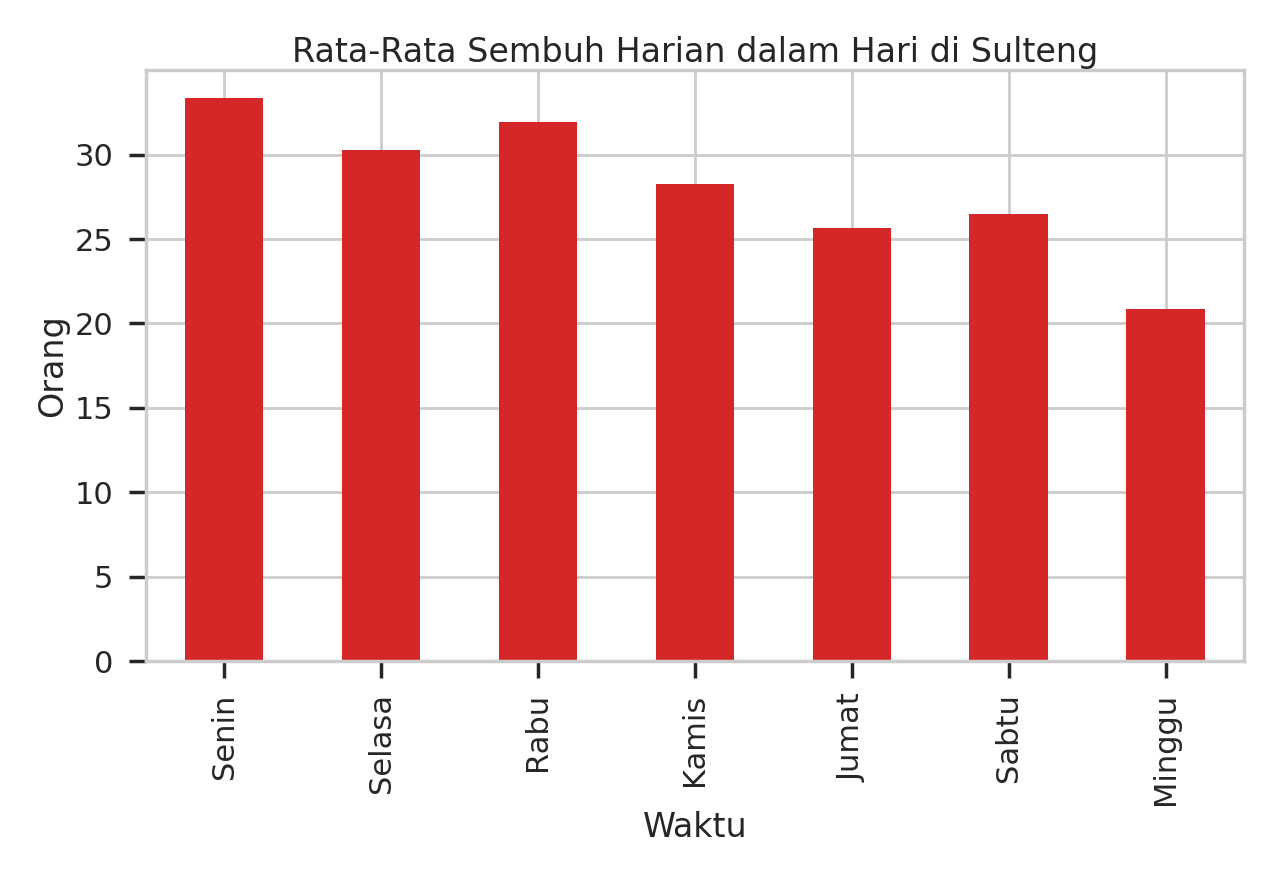 Rata-Rata Sembuh Harian dalam Hari di Sulteng
Orang
30
25
20
15
10
5
0
Senin
Selasa
Rabu
Kamis
Jumat
Sabtu
Minggu
Waktu